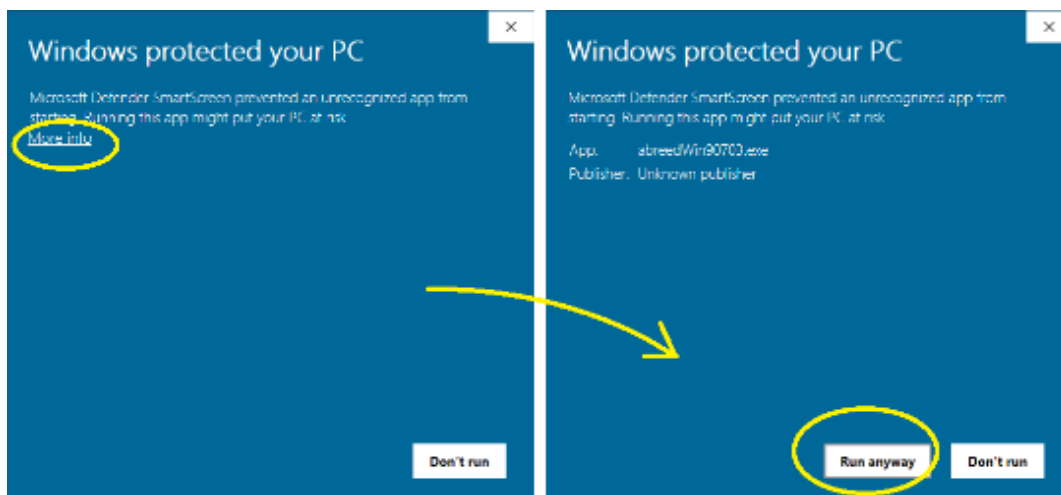 Windows protected your PC
Microsoft Defender SmartScreen prevented an unrecognized app from
starting. Running this app might put your PC at risk
More info
Don't run
Windows protected your PC
Microsoft Defender SmartScreen prevented an unrecognized app from
starting. Running this app might put your PC at risk
App: abreedWin90703.exe
Publisher: Unknown publisher
Run anyway Don't run